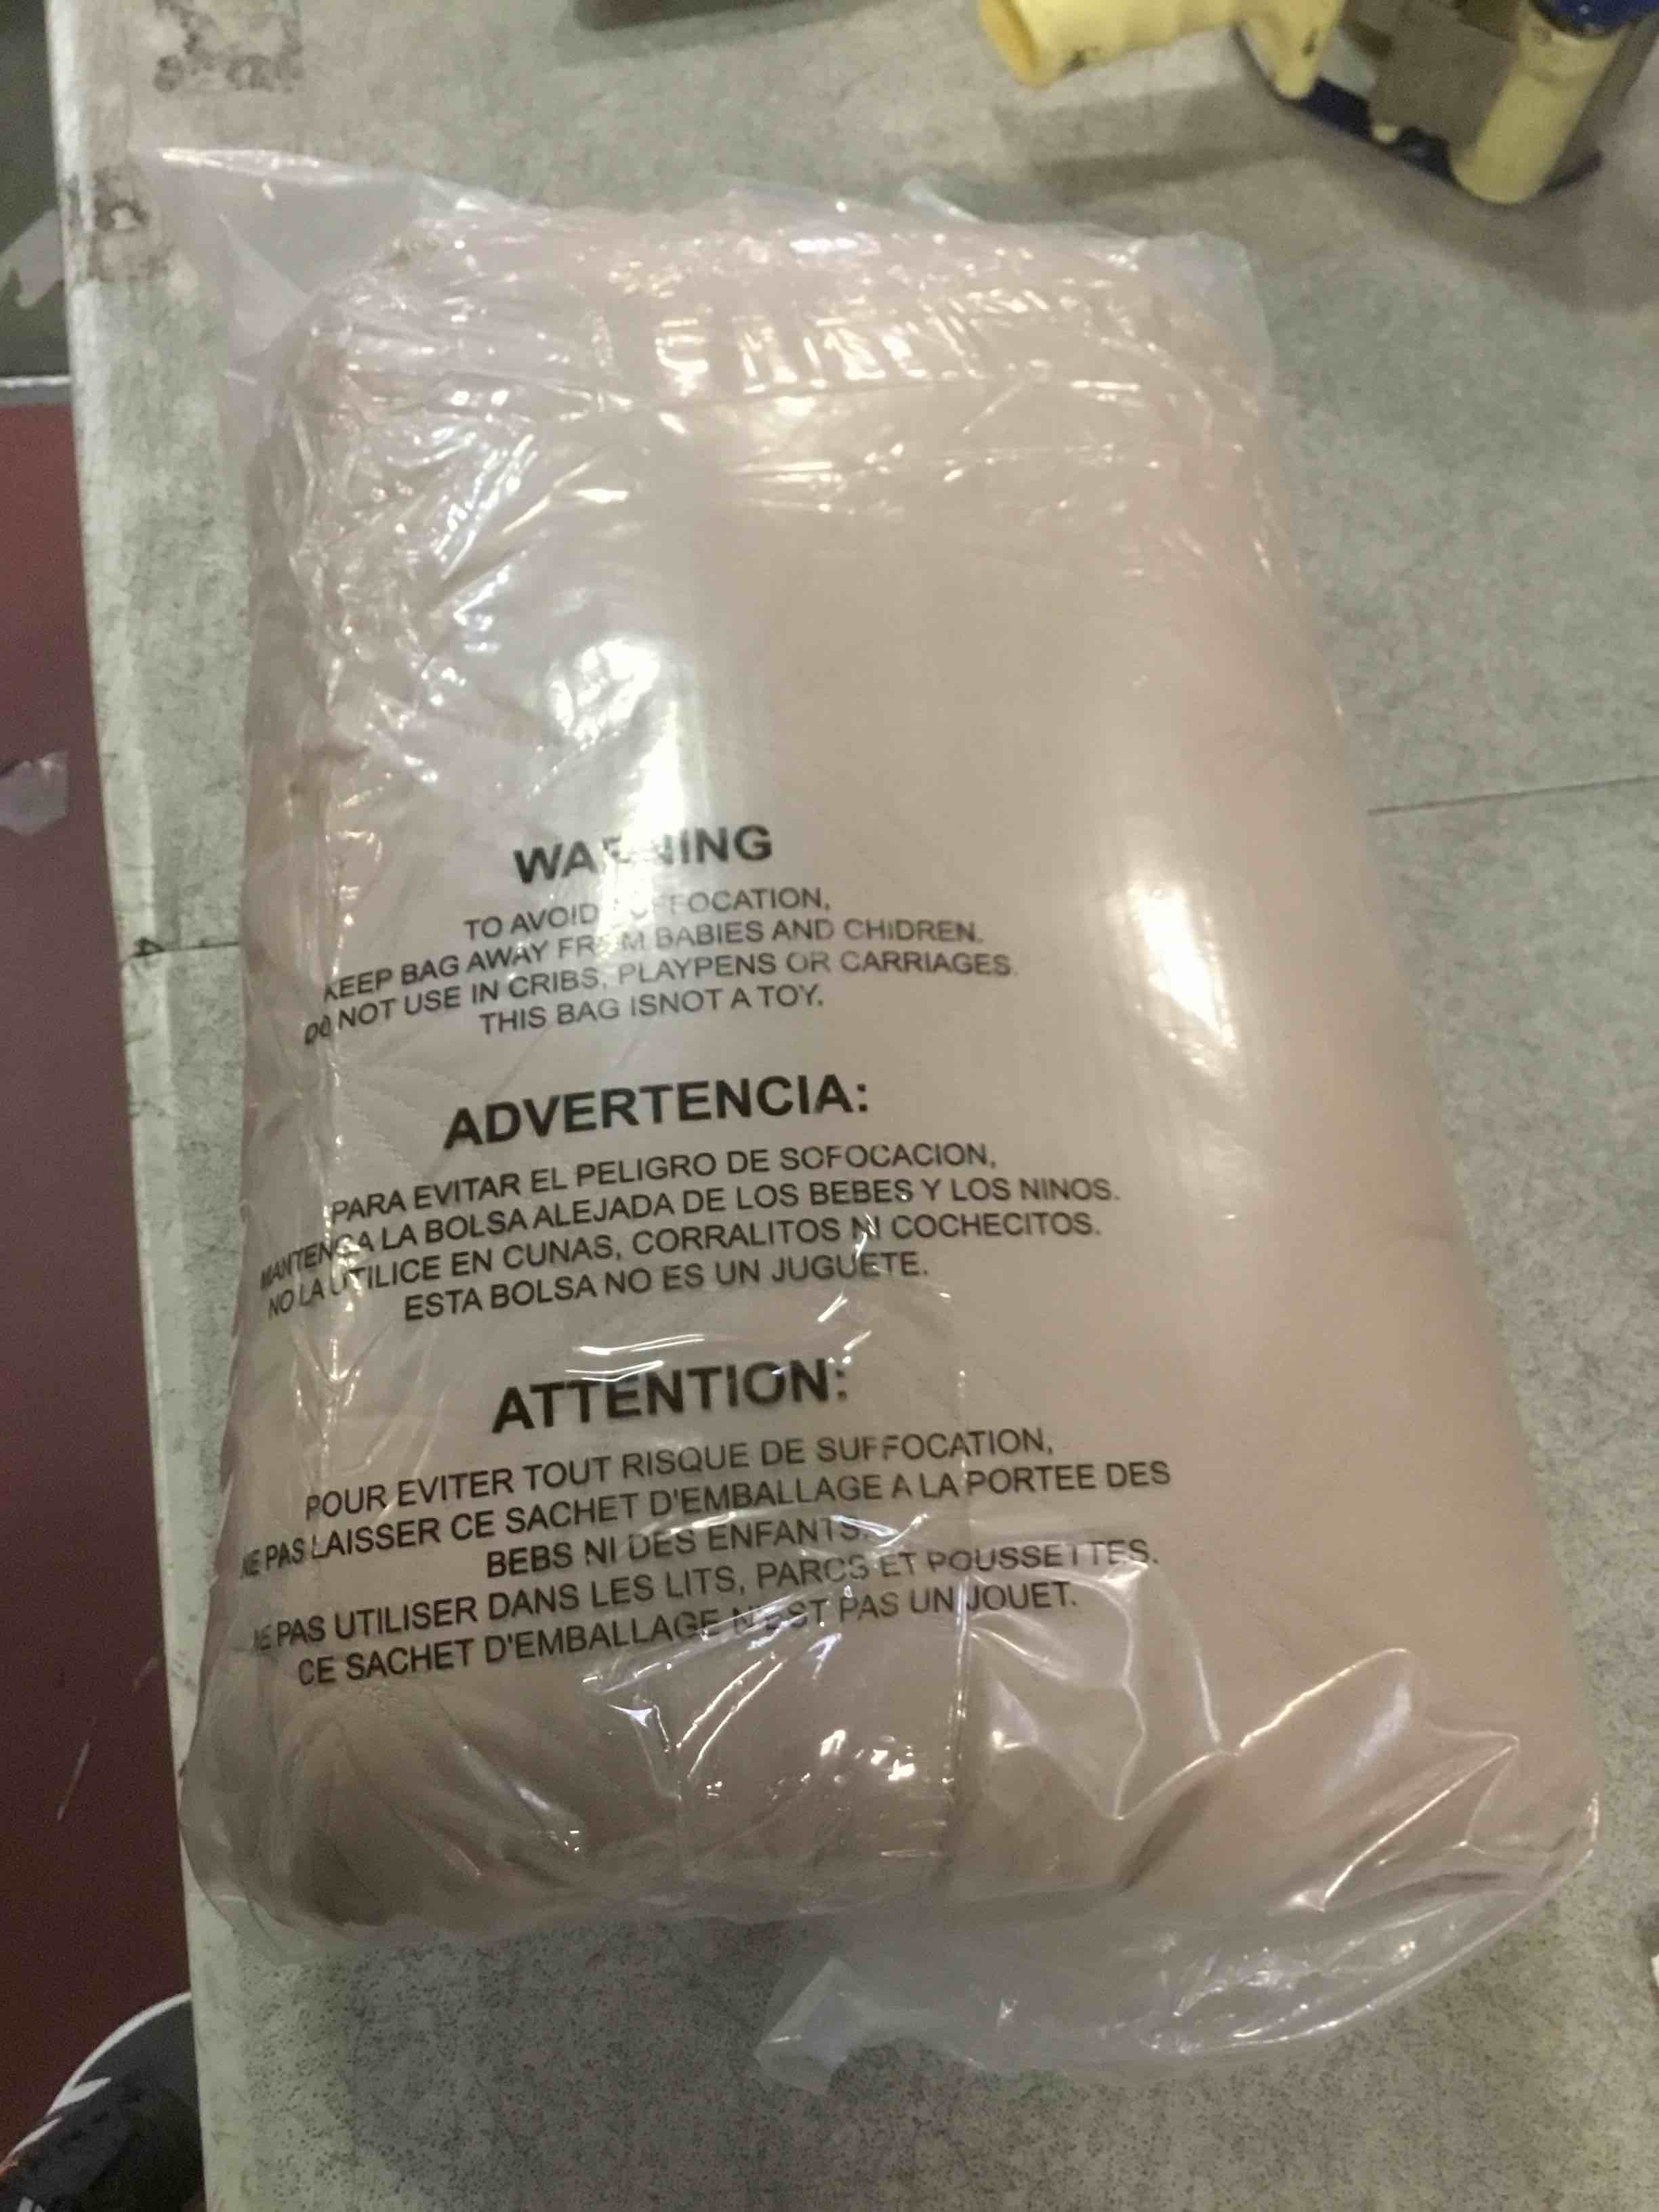 WARNING
TO AVOID SUFFOCATION,
KEEP BAG AWAY FROM BABIES AND CHIDREN.
DO NOT USE IN CRIBS, PLAYPENS OR CARRIAGES.
THIS BAG ISNOT A TOY.
ADVERTENCIA:
PARA EVITAR EL PELIGRO DE SOFOCACION,
MANTENGA LA BOLSA ALEJADA DE LOS BEBES Y LOS NINOS.
NO LA UTILICE EN CUNAS, CORRALITOS NI COCHECITOS.
ESTA BOLSA NO ES UN JUGUETE.
ATTENTION:
POUR EVITER TOUT RISQUE DE SUFFOCATION,
NE PAS LAISSER CE SACHET D'EMBALLAGE A LA PORTEE DES
BEBS NI DES ENFANTS.
NE PAS UTILISER DANS LES LITS, PARCS ET POUSSETTES.
CE SACHET D'EMBALLAGE N'EST PAS UN JOUET.